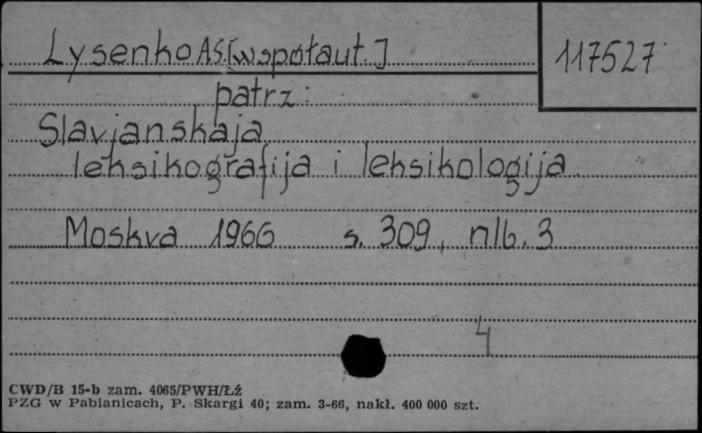 Lysenko A.S. [współaut.]
117527
patrz:
Slavjanskaja
leksikografija i leksikologija
Moskva 1966 s. 309, nlb. 3
4
CWD/B 15-b zam. 4065/PWH/Łź
PZG w Pabianicach, P. Skargi 40; zam. 3-66, nakł. 400 000 szt.